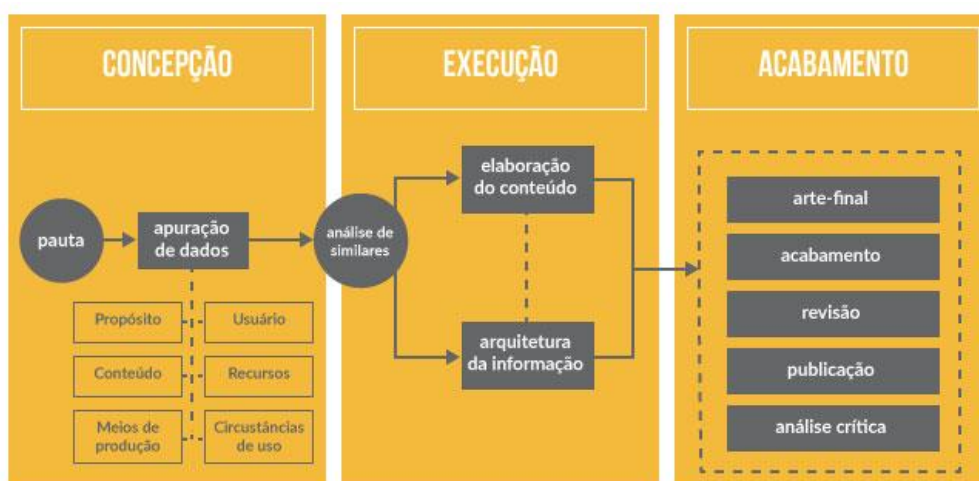 CONCEPÇÃO
pauta
apuração
de dados
Propósito
Usuário
Conteúdo
Recursos
Meios de
produção
Circustâncias
de uso
análise de
similares
EXECUÇÃO
elaboração
do conteúdo
arquitetura
da informação
ACABAMENTO
arte-final
acabamento
revisão
publicação
análise crítica